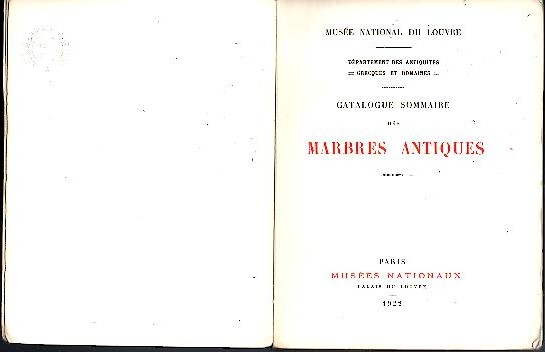 MUSÉE NATIONAL DU LOUVRE
DÉPARTEMENT DES ANTIQUITÉS
GRECQUES ET ROMAINES
CATALOGUE SOMMAIRE
DES
MARBRES ANTIQUES
PARIS
MUSÉES NATIONAUX
PALAIS DU LOUVRE
1922